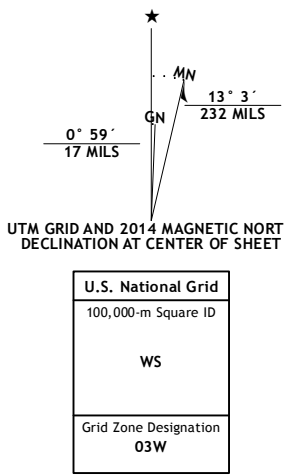 ★
MN
GN
13° 3´
232 MILS
0° 59´
17 MILS
UTM GRID AND 2014 MAGNETIC NORT
DECLINATION AT CENTER OF SHEET
U.S. National Grid
100,000-m Square ID
WS
Grid Zone Designation
03W